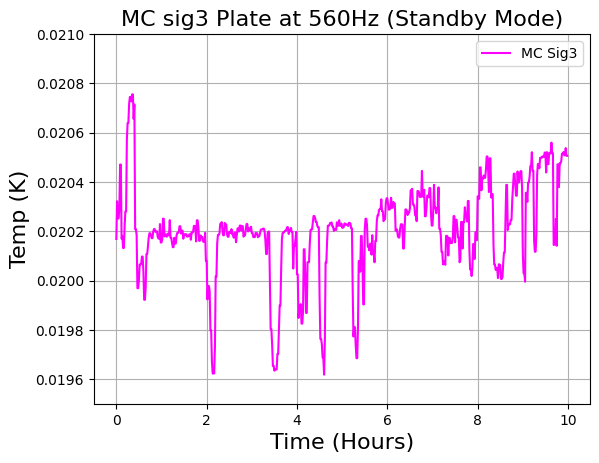 MC sig3 Plate at 560Hz (Standby Mode)
MC Sig3
Temp (K)
0.0210
0.0208
0.0206
0.0204
0.0202
0.0200
0.0198
0.0196
0 2 4 6 8 10
Time (Hours)